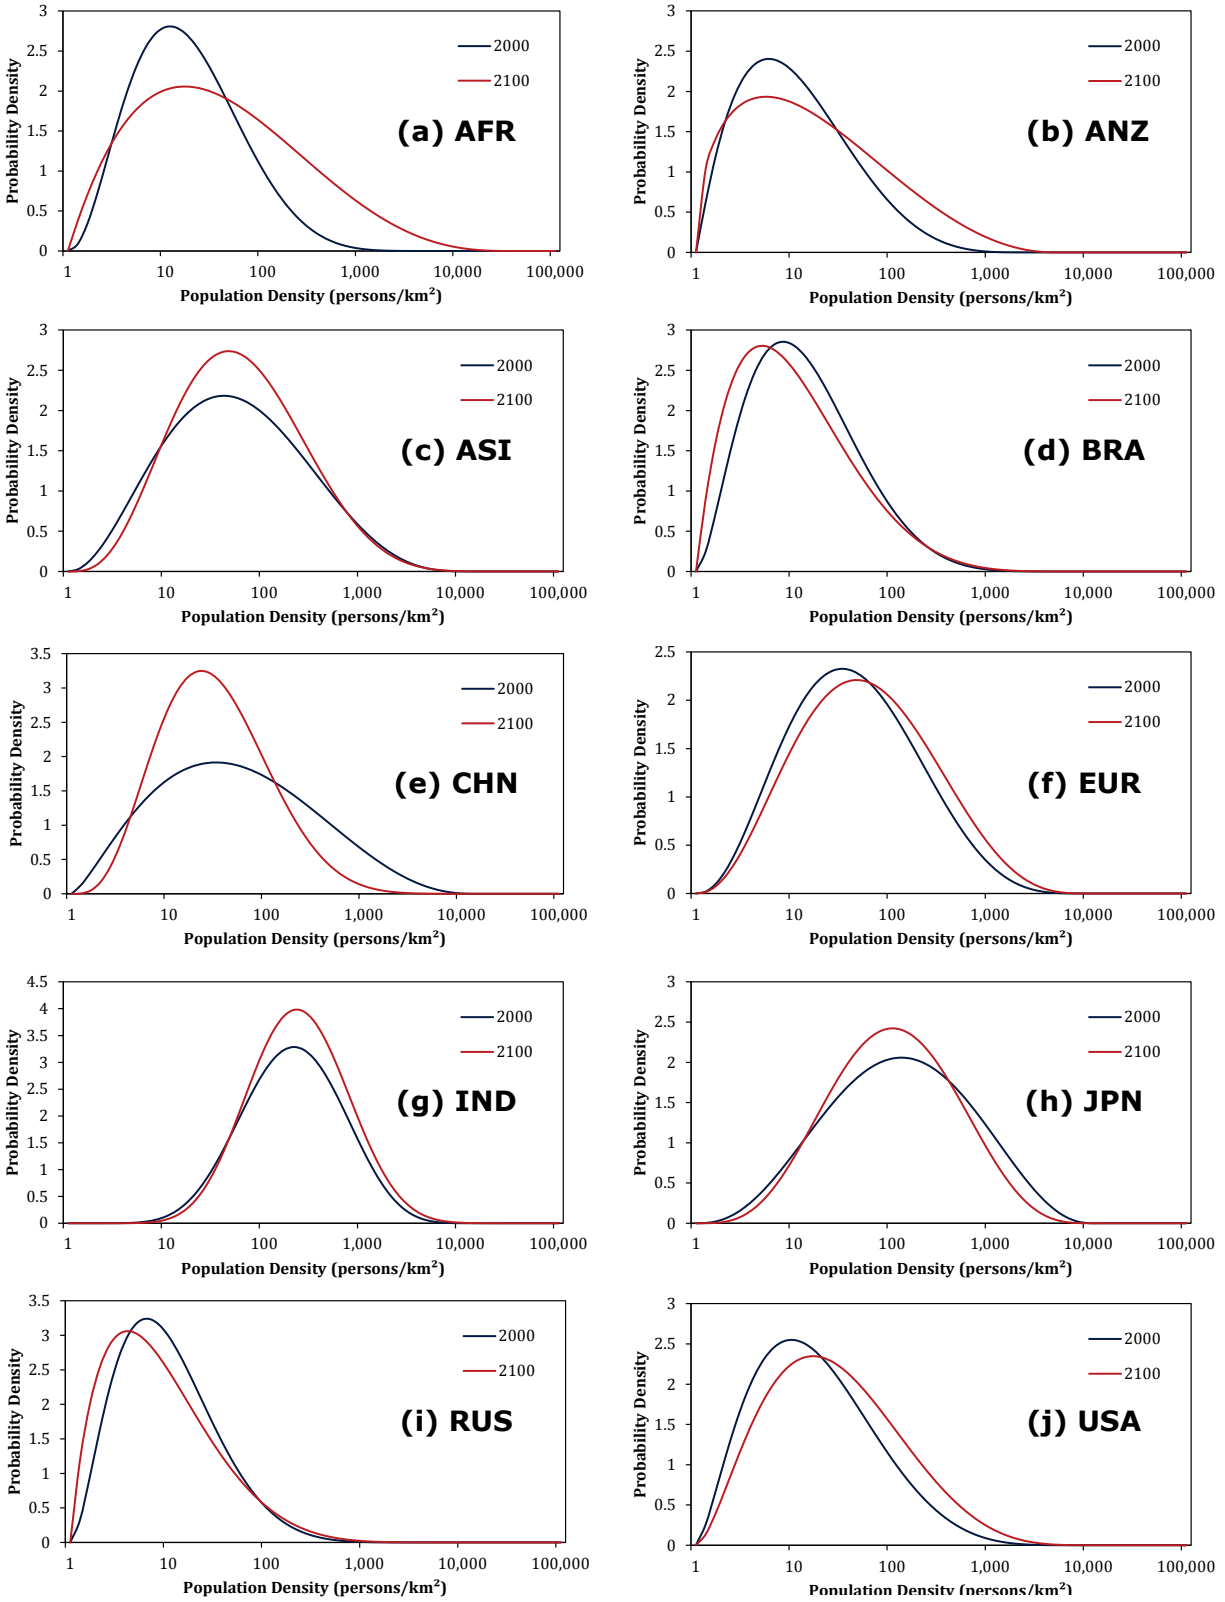 3
2.5
2
1.5
1
0.5
0
Probability Density
2000
2100
(a) AFR
1 10 100 1,000 10,000 100,000
Population Density (persons/km²)
3
2.5
2
1.5
1
0.5
0
Probability Density
2000
2100
(b) ANZ
1 10 100 1,000 10,000 100,000
Population Density (persons/km²)
3
2.5
2
1.5
1
0.5
0
Probability Density
2000
2100
(c) ASI
1 10 100 1,000 10,000 100,000
Population Density (persons/km²)
3
2.5
2
1.5
1
0.5
0
Probability Density
2000
2100
(d) BRA
1 10 100 1,000 10,000 100,000
Population Density (persons/km²)
3.5
3
2.5
2
1.5
1
0.5
0
Probability Density
2000
2100
(e) CHN
1 10 100 1,000 10,000 100,000
Population Density (persons/km²)
2.5
2
1.5
1
0.5
0
Probability Density
2000
2100
(f) EUR
1 10 100 1,000 10,000 100,000
Population Density (persons/km²)
4.5
4
3.5
3
2.5
2
1.5
1
0.5
0
Probability Density
2000
2100
(g) IND
1 10 100 1,000 10,000 100,000
Population Density (persons/km²)
3
2.5
2
1.5
1
0.5
0
Probability Density
2000
2100
(h) JPN
1 10 100 1,000 10,000 100,000
Population Density (persons/km²)
3.5
3
2.5
2
1.5
1
0.5
0
Probability Density
2000
2100
(i) RUS
1 10 100 1,000 10,000 100,000
Population Density (persons/km²)
3
2.5
2
1.5
1
0.5
0
Probability Density
2000
2100
(j) USA
1 10 100 1,000 10,000 100,000
Population Density (persons/km²)